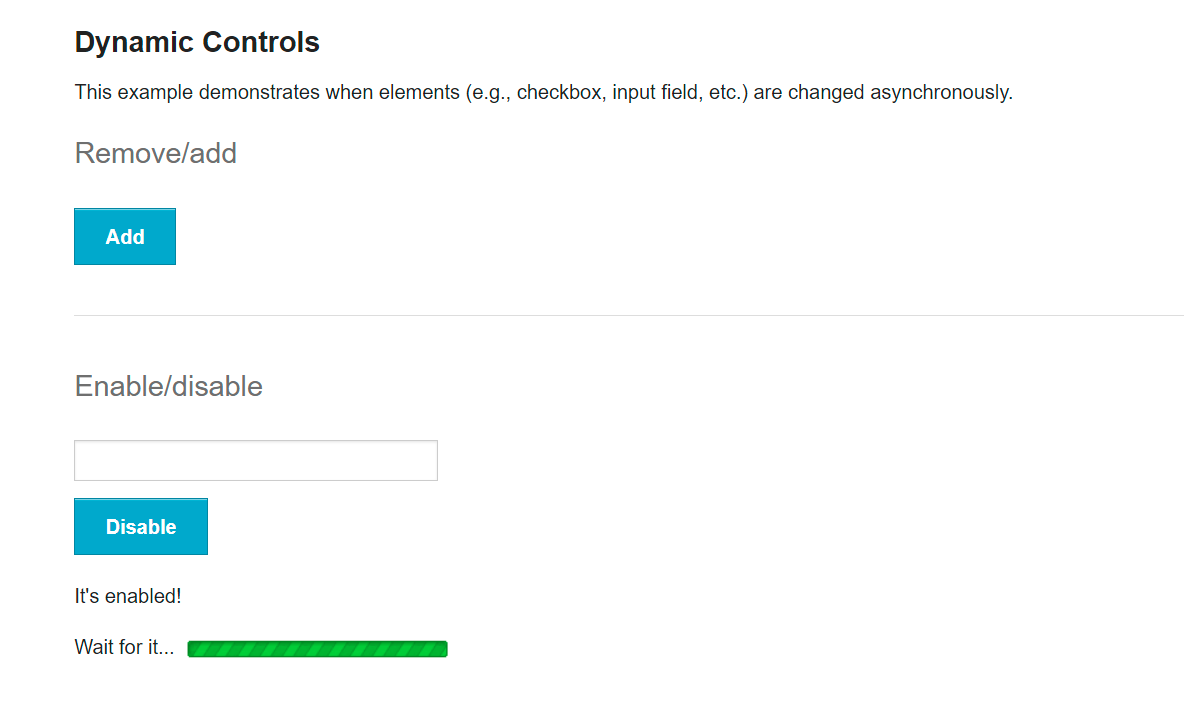 Dynamic Controls
This example demonstrates when elements (e.g., checkbox, input field, etc.) are changed asynchronously.
Remove/add
Add
Enable/disable
Disable
It's enabled!
Wait for it...